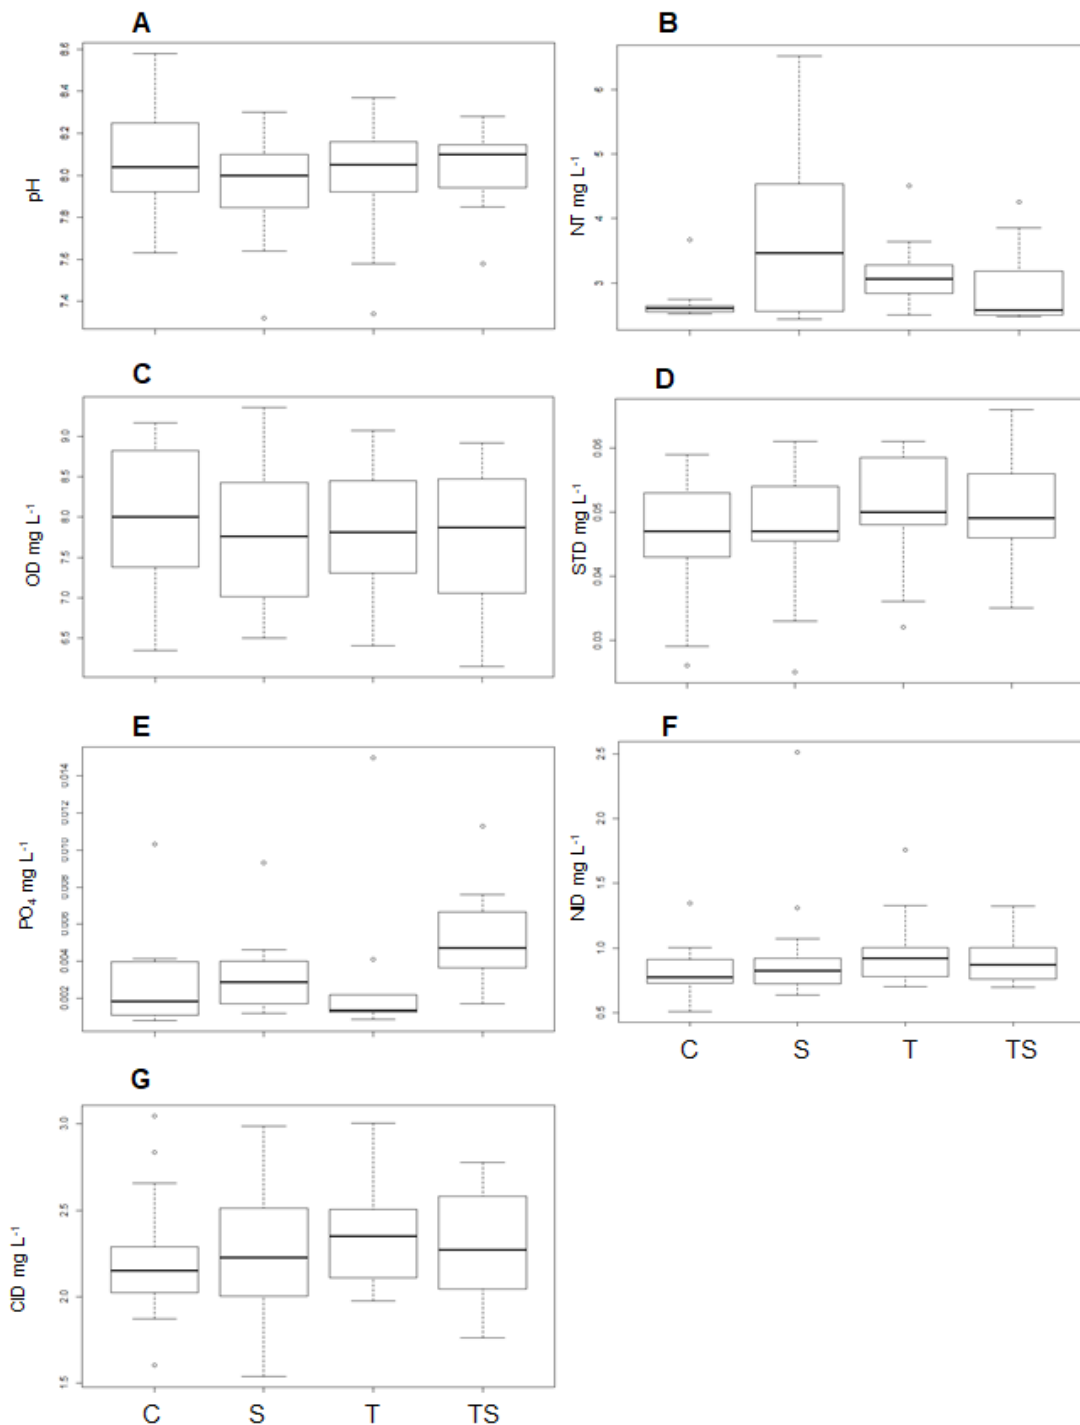 A
pH
8.6
8.4
8.2
8.0
7.8
7.6
7.4
B
NT mg L-1
6
5
4
3
C
OD mg L-1
9.0
8.5
8.0
7.5
7.0
6.5
D
STD mg L-1
0.06
0.05
0.04
0.03
E
PO4 mg L-1
0.014
0.012
0.010
0.008
0.006
0.004
0.002
F
NID mg L-1
2.5
2.0
1.5
1.0
0.5
C S T TS
G
CID mg L-1
3.0
2.5
2.0
1.5
C S T TS